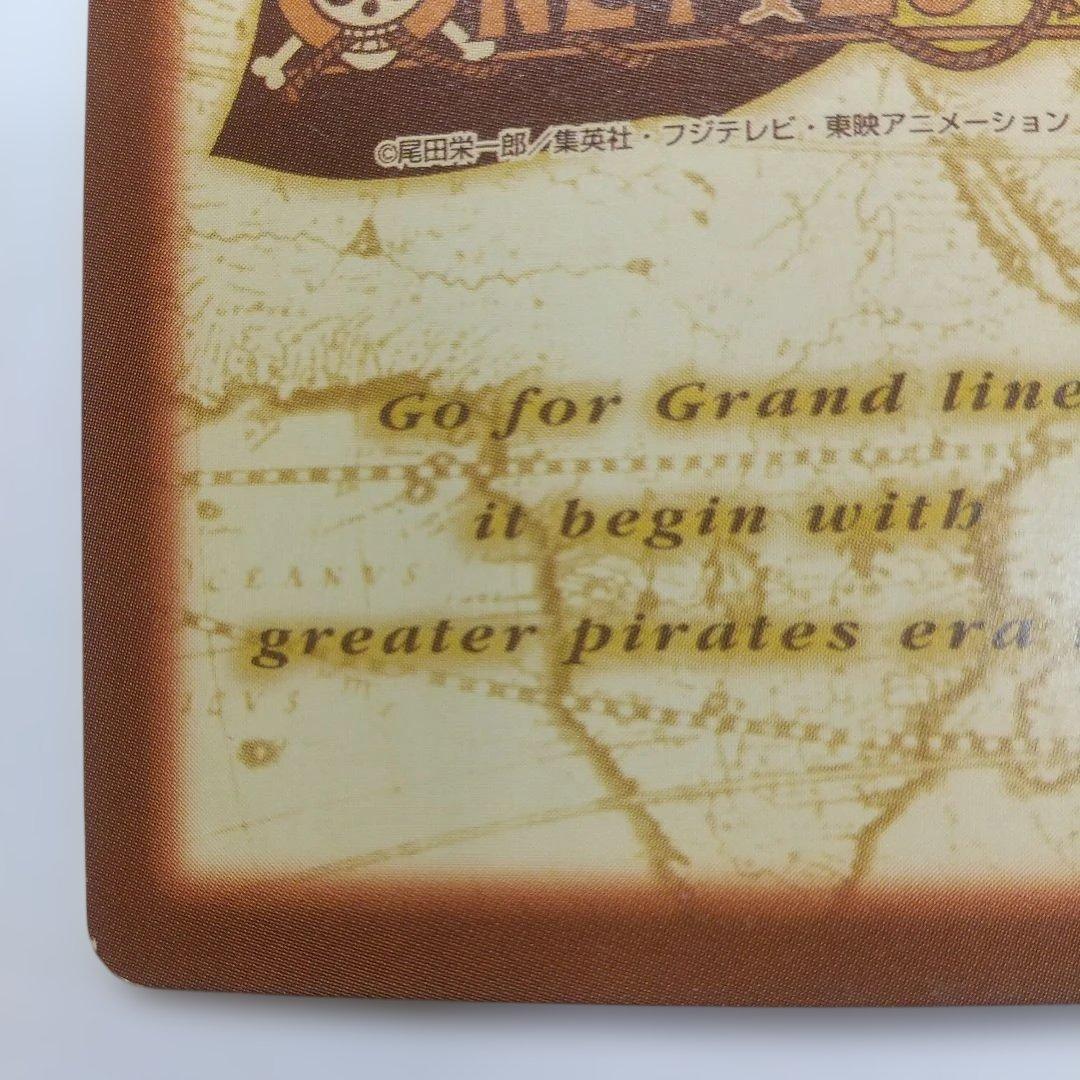 ©尾田栄一郎／集英社・フジテレビ・東映アニメーション
Go for Grand line
it begin with
OCEANVS
greater pirates era